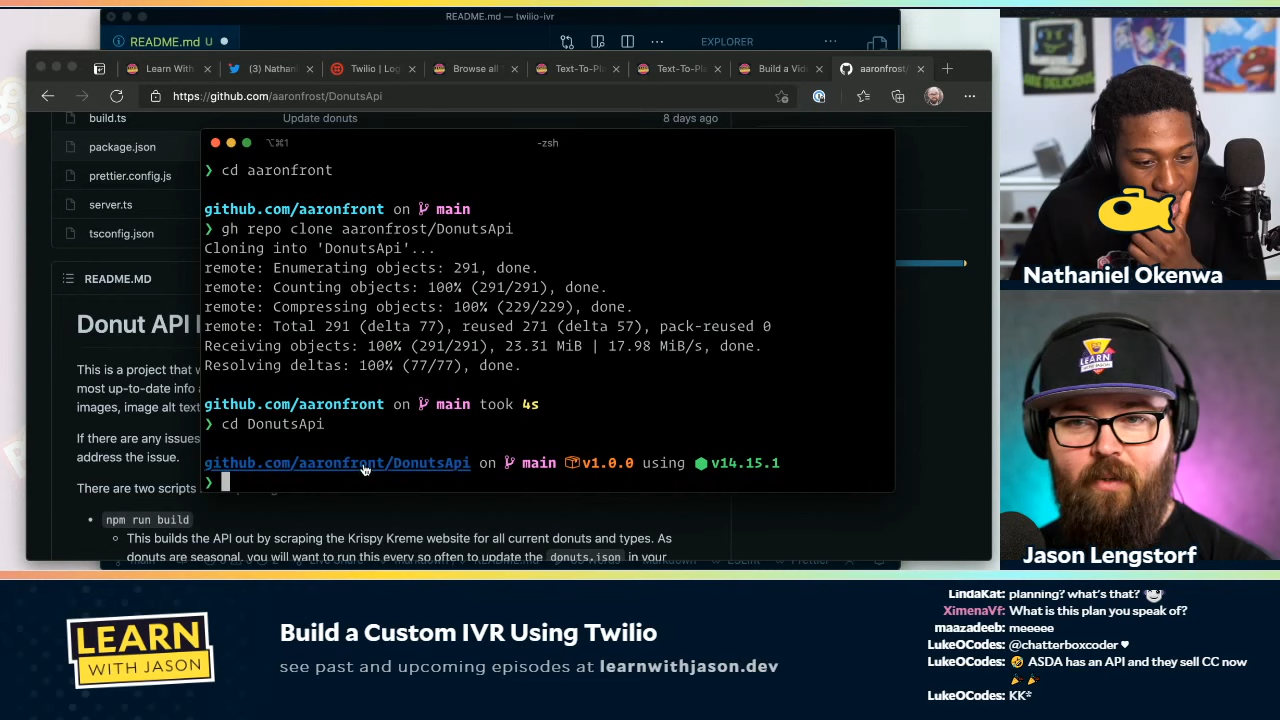 README.md — twilio-ivr
README.md U
EXPLORER
Learn With
(3) Nathan
Twilio | Log
Browse all
Text-To-Pl
Text-To-Pl
Build a Vid
aaronfrost/
https://github.com/aaronfrost/DonutsApi
build.ts
Update donuts
8 days ago
package.json
prettier.config.js
server.ts
tsconfig.json
README.MD
Donut API
This is a project that
most up-to-date info
images, image alt text
If there are any issues
address the issue.
There are two scripts
npm run build
This builds the API out by scraping the Krispy Kreme website for all current donuts and types. As
donuts are seasonal, you will want to run this every so often to update the donuts.json in your
⌥⌘1
-zsh
❯ cd aaronfront
github.com/aaronfront on main
❯ gh repo clone aaronfrost/DonutsApi
Cloning into 'DonutsApi'...
remote: Enumerating objects: 291, done.
remote: Counting objects: 100% (291/291), done.
remote: Compressing objects: 100% (229/229), done.
remote: Total 291 (delta 77), reused 271 (delta 57), pack-reused 0
Receiving objects: 100% (291/291), 23.31 MiB | 17.98 MiB/s, done.
Resolving deltas: 100% (77/77), done.
github.com/aaronfront on main took 4s
❯ cd DonutsApi
github.com/aaronfront/DonutsApi on main v1.0.0 using v14.15.1
❯
Nathaniel Okenwa
LEARN
Jason Lengstorf
LEARN
WITH JASON
Build a Custom IVR Using Twilio
see past and upcoming episodes at learnwithjason.dev
LindaKat: planning? what's that?
XimenaVf: What is this plan you speak of?
maazadeeb: meeeee
LukeOCodes: @chatterboxcoder ♥
LukeOCodes: 🤣 ASDA has an API and they sell CC now
🎉 🎉
LukeOCodes: KK*